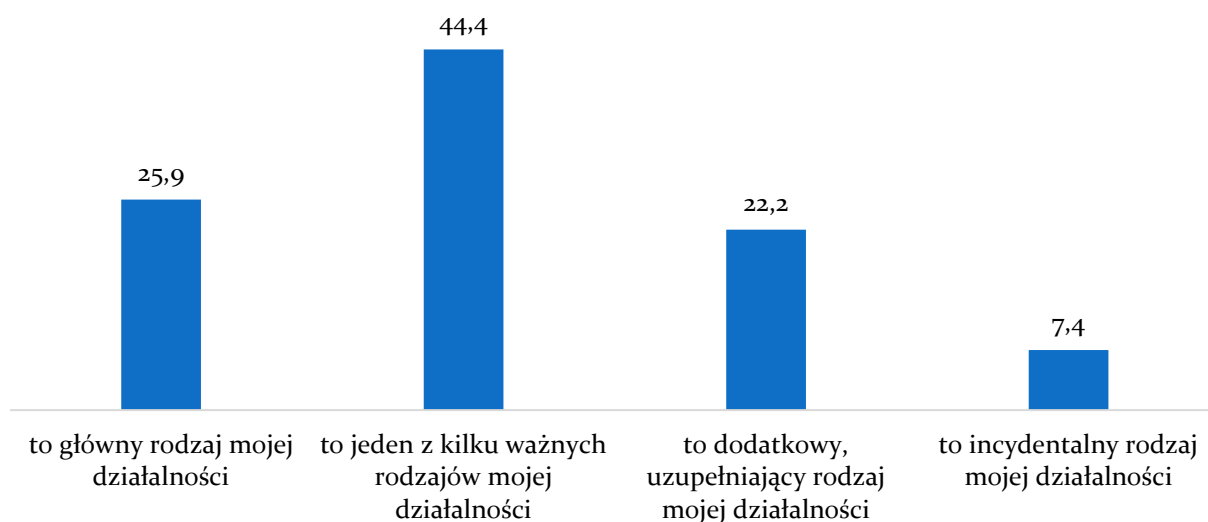 44,4
25,9
22,2
7,4
to główny rodzaj mojej
działalności
to jeden z kilku ważnych
rodzajów mojej
działalności
to dodatkowy,
uzupełniający rodzaj
mojej działalności
to incydentalny rodzaj
mojej działalności